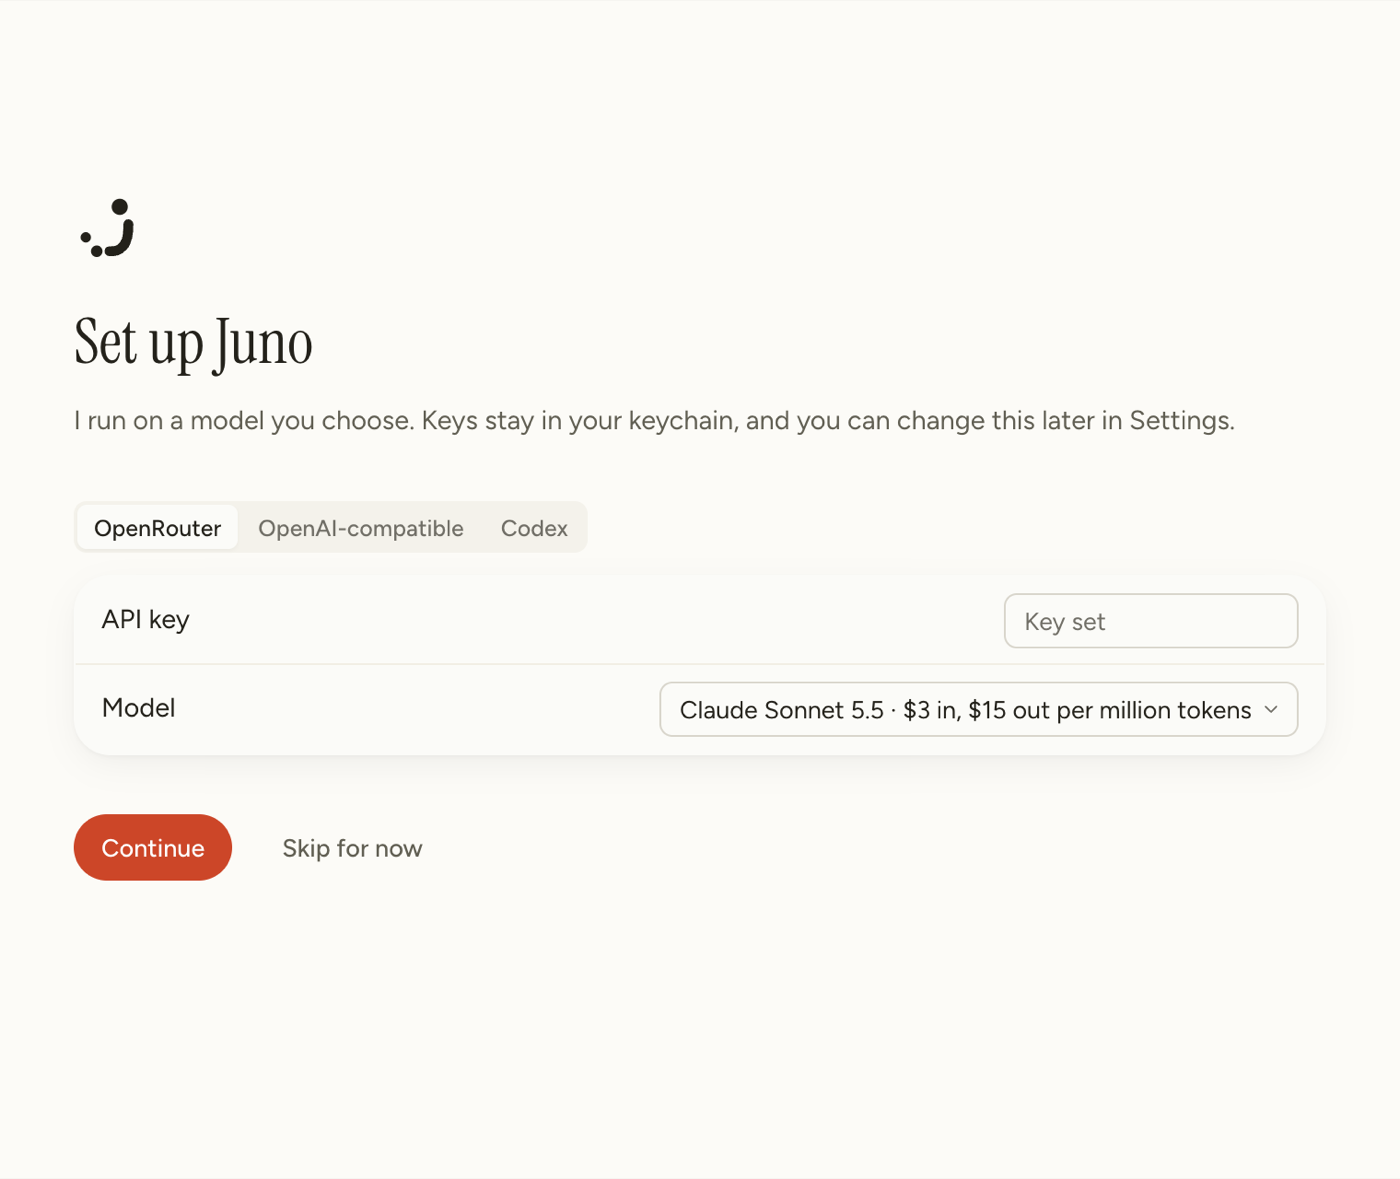 Set up Juno
I run on a model you choose. Keys stay in your keychain, and you can change this later in Settings.
OpenRouter OpenAI-compatible Codex
API key Key set
Model Claude Sonnet 5.5 · $3 in, $15 out per million tokens
Continue Skip for now